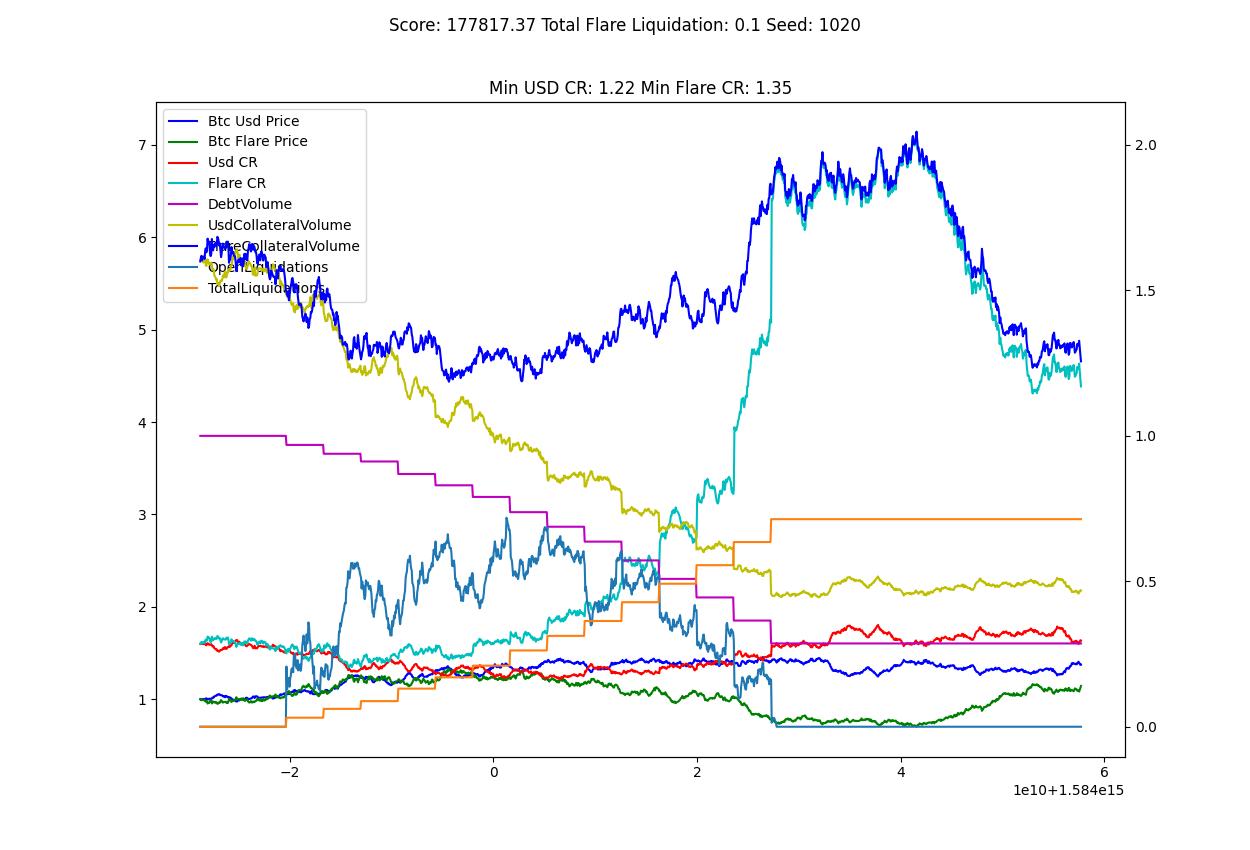 Score: 177817.37 Total Flare Liquidation: 0.1 Seed: 1020
Min USD CR: 1.22 Min Flare CR: 1.35
Btc Usd Price
Btc Flare Price
Usd CR
Flare CR
DebtVolume
UsdCollateralVolume
FlareCollateralVolume
OpenLiquidations
TotalLiquidations
7
6
5
4
3
2
1
2.0
1.5
1.0
0.5
0.0
−2 0 2 4 6
1e10+1.584e15